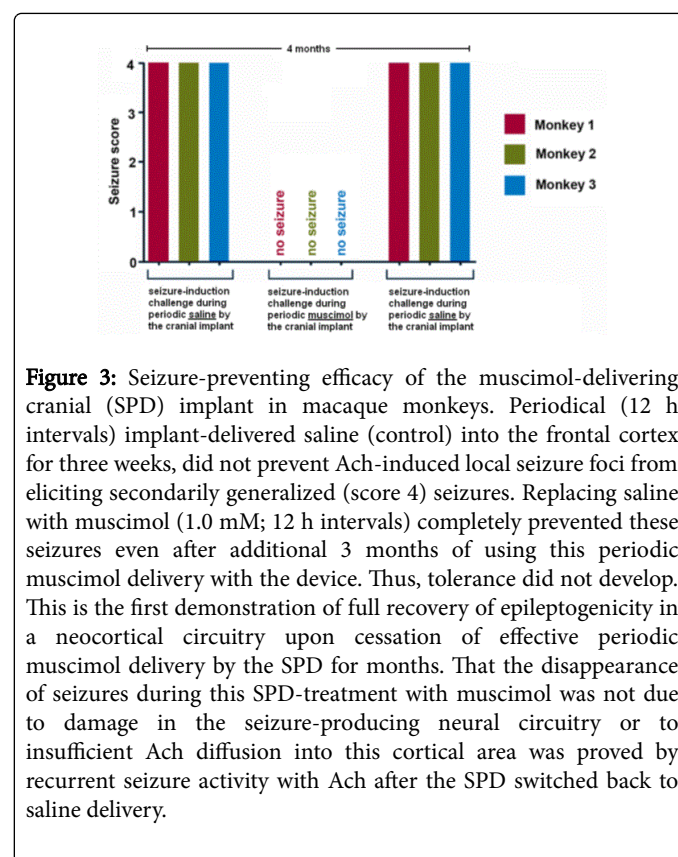 4 months
4
3
2
1
0
Seizure score
no seizure
no seizure
no seizure
Monkey 1
Monkey 2
Monkey 3
seizure-induction
challenge during
periodic saline by
the cranial implant
seizure-induction
challenge during
periodic muscimol by
the cranial implant
seizure-induction
challenge during
periodic saline by
the cranial implant
Figure 3: Seizure-preventing efficacy of the muscimol-delivering
cranial (SPD) implant in macaque monkeys. Periodical (12 h
intervals) implant-delivered saline (control) into the frontal cortex
for three weeks, did not prevent Ach-induced local seizure foci from
eliciting secondarily generalized (score 4) seizures. Replacing saline
with muscimol (1.0 mM; 12 h intervals) completely prevented these
seizures even after additional 3 months of using this periodic
muscimol delivery with the device. Thus, tolerance did not develop.
This is the first demonstration of full recovery of epileptogenicity in
a neocortical circuitry upon cessation of effective periodic
muscimol delivery by the SPD for months. That the disappearance
of seizures during this SPD-treatment with muscimol was not due
to damage in the seizure-producing neural circuitry or to
insufficient Ach diffusion into this cortical area was proved by
recurrent seizure activity with Ach after the SPD switched back to
saline delivery.